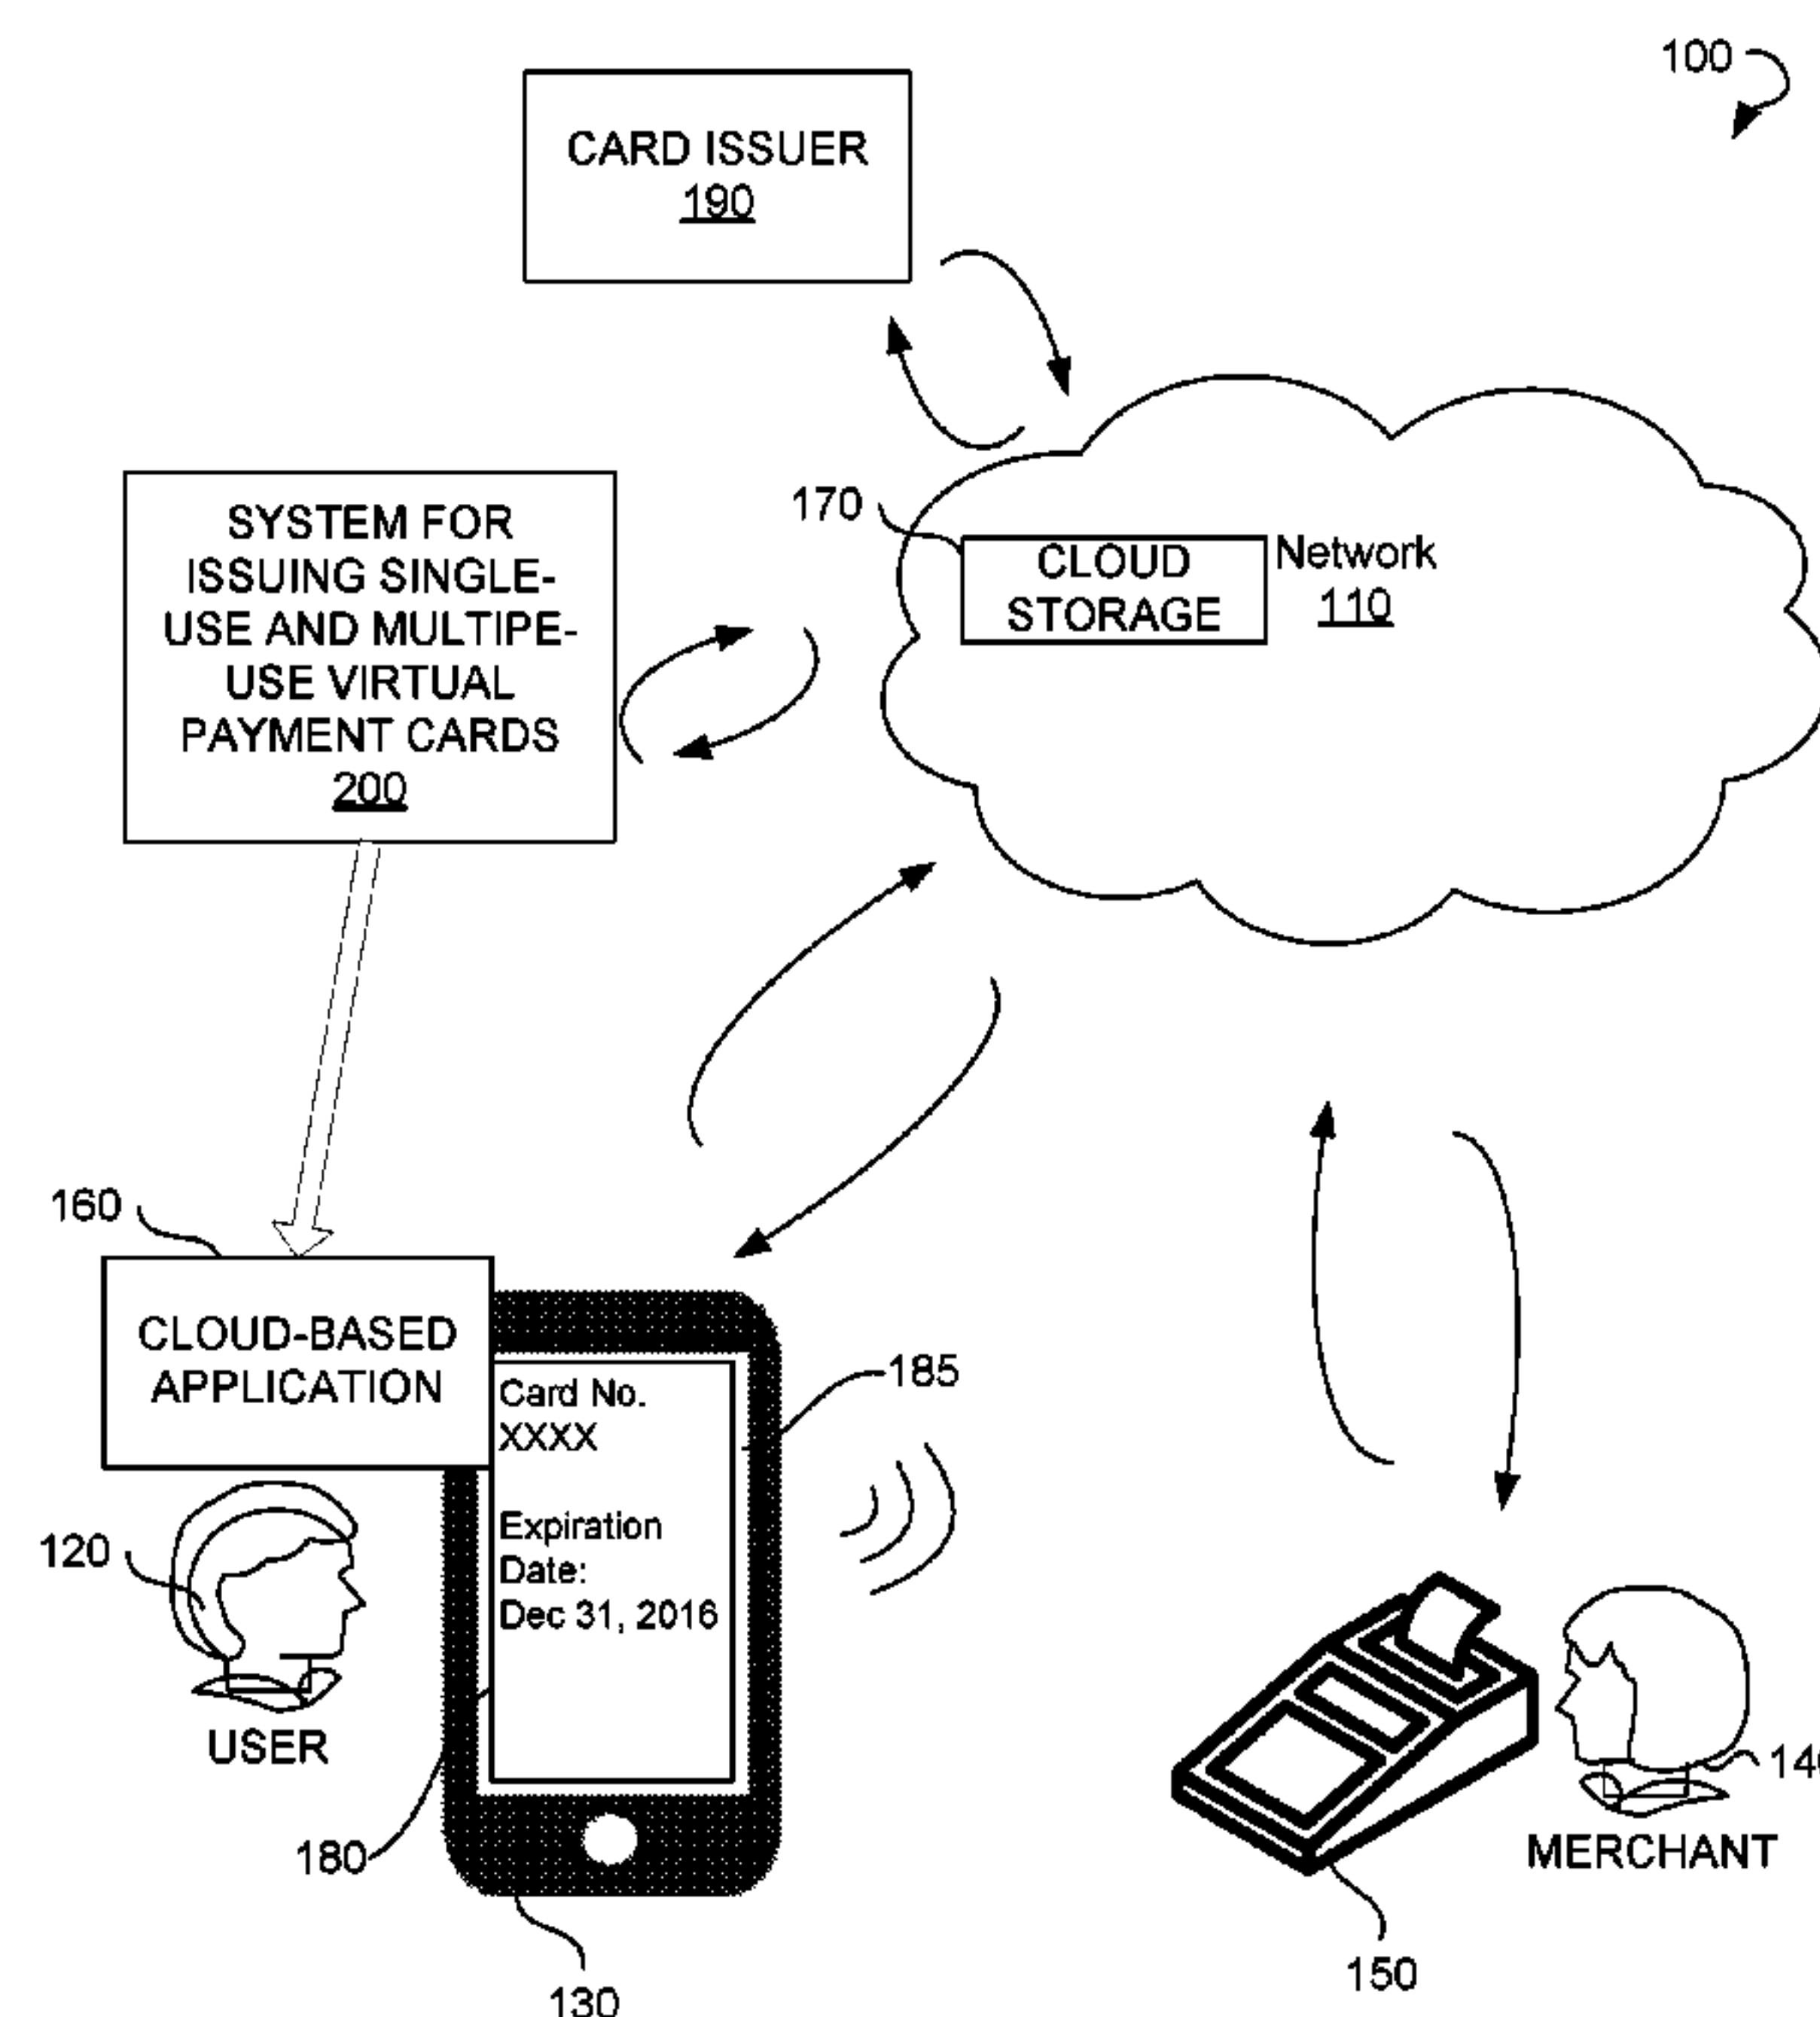 100
CARD ISSUER
190
170
CLOUD
STORAGE
Network
110
SYSTEM FOR
ISSUING SINGLE-
USE AND MULTIPE-
USE VIRTUAL
PAYMENT CARDS
200
160
CLOUD-BASED
APPLICATION
Card No.
XXXX
185
Expiration
Date:
Dec 31, 2016
120
USER
180
130
150
MERCHANT